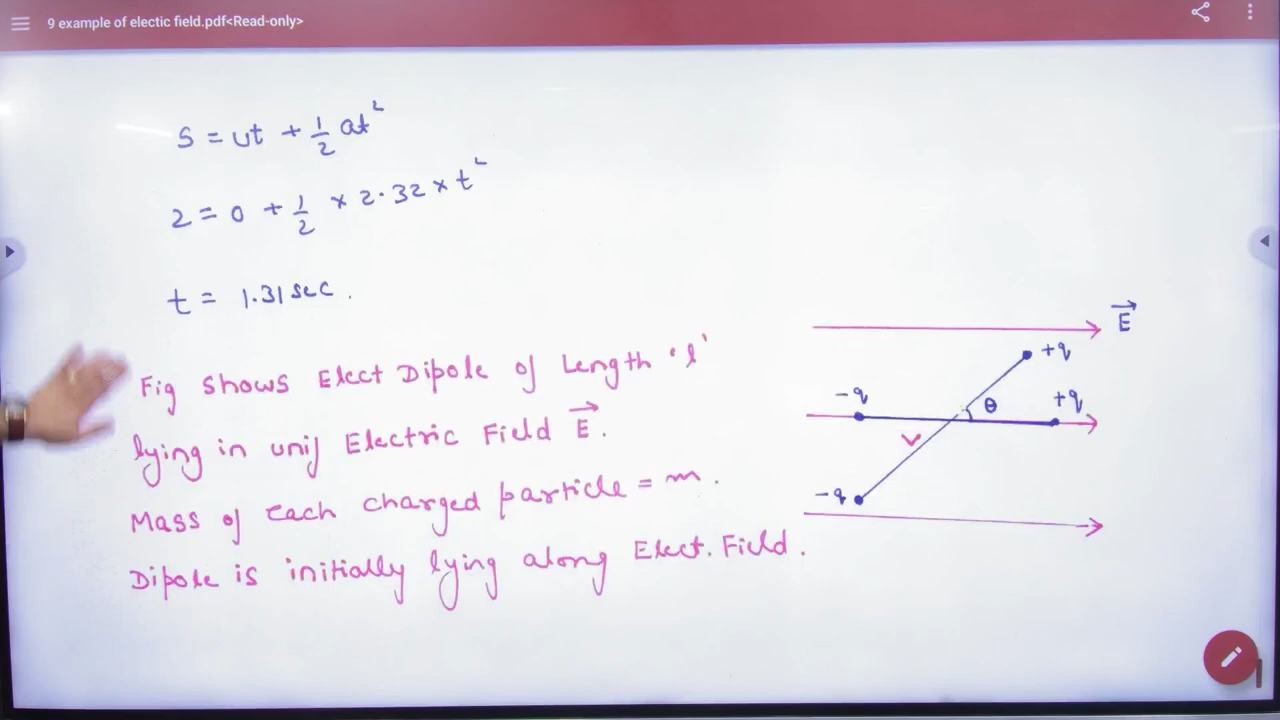 9 example of electic field.pdf<Read-only>
S = ut + 1/2 at²
2 = 0 + 1/2 × 2.32 × t²
t = 1.31 sec.
Fig shows Elect Dipole of Length 'l'
lying in unif Electric Field E⃗.
Mass of each charged particle = m.
Dipole is initially lying along Elect. Field.
E⃗
+q
-q
θ
+q
-q